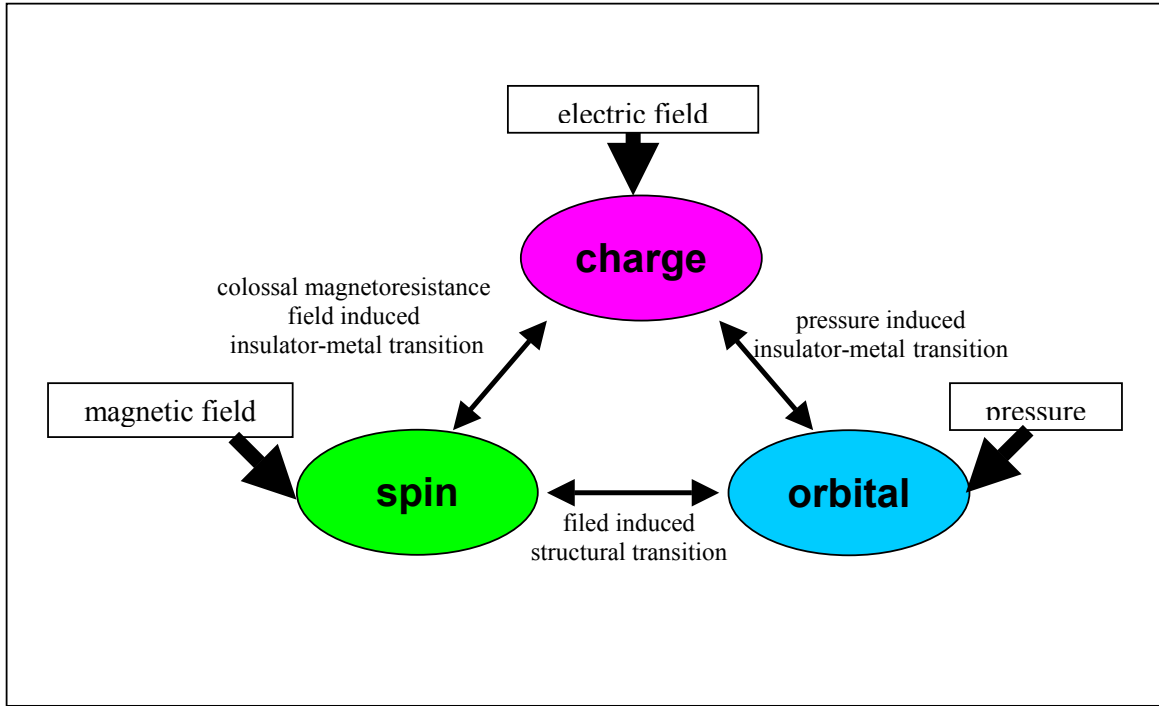 electric field
charge
colossal magnetoresistance
field induced
insulator-metal transition
pressure induced
insulator-metal transition
magnetic field
pressure
spin
orbital
filed induced
structural transition